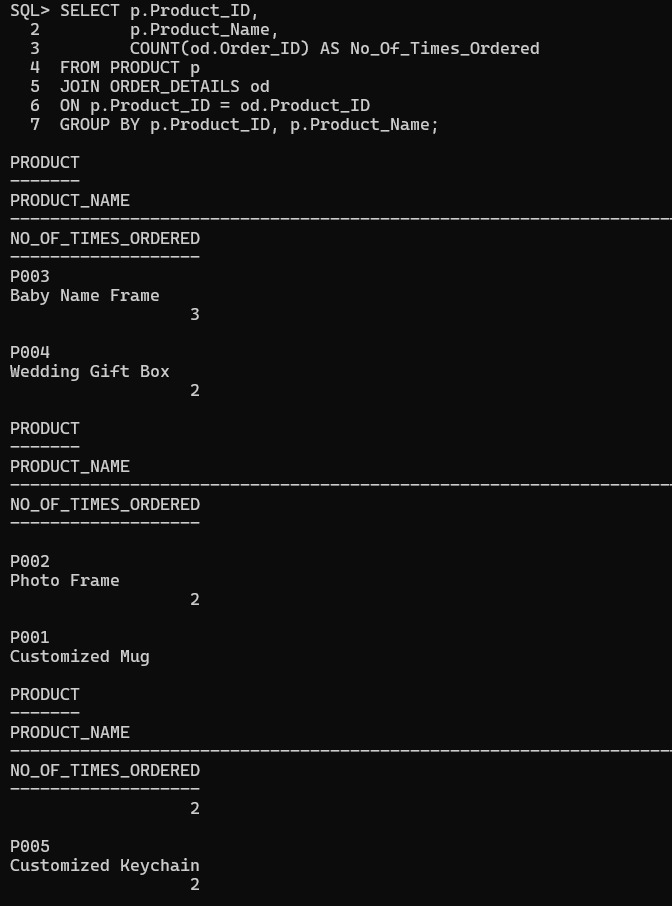 SQL> SELECT p.Product_ID,
  2         p.Product_Name,
  3         COUNT(od.Order_ID) AS No_Of_Times_Ordered
  4  FROM PRODUCT p
  5  JOIN ORDER_DETAILS od
  6  ON p.Product_ID = od.Product_ID
  7  GROUP BY p.Product_ID, p.Product_Name;

PRODUCT
-------
PRODUCT_NAME
--------------------------------------------------------------------
NO_OF_TIMES_ORDERED
-------------------
P003
Baby Name Frame
                  3

P004
Wedding Gift Box
                  2

PRODUCT
-------
PRODUCT_NAME
--------------------------------------------------------------------
NO_OF_TIMES_ORDERED
-------------------

P002
Photo Frame
                  2

P001
Customized Mug

PRODUCT
-------
PRODUCT_NAME
--------------------------------------------------------------------
NO_OF_TIMES_ORDERED
-------------------
                  2

P005
Customized Keychain
                  2